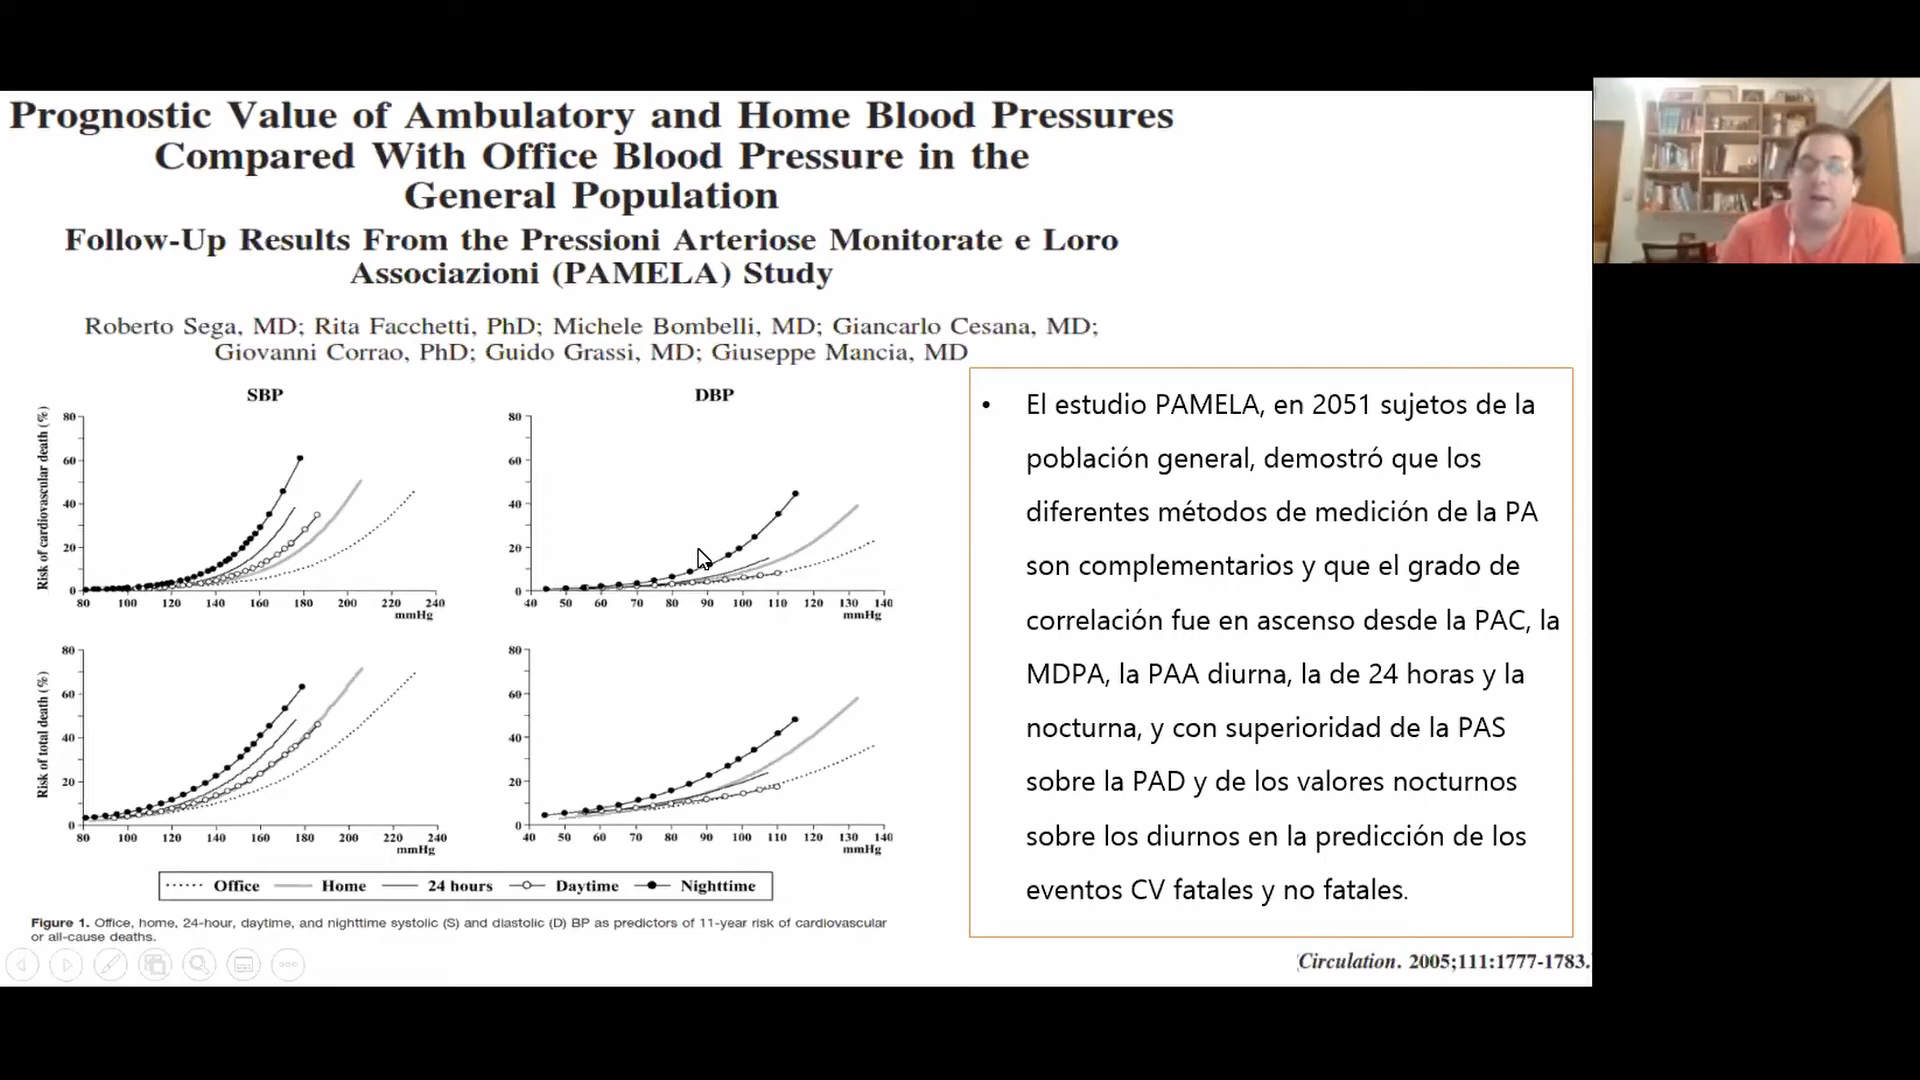 Prognostic Value of Ambulatory and Home Blood Pressures
Compared With Office Blood Pressure in the
General Population
Follow-Up Results From the Pressioni Arteriose Monitorate e Loro
Associazioni (PAMELA) Study
Roberto Sega, MD; Rita Facchetti, PhD; Michele Bombelli, MD; Giancarlo Cesana, MD;
Giovanni Corrao, PhD; Guido Grassi, MD; Giuseppe Mancia, MD
SBP
Risk of cardiovascular death (%)
80
60
40
20
0
80 100 120 140 160 180 200 220 240
mmHg
DBP
80
60
40
20
0
40 50 60 70 80 90 100 110 120 130 140
mmHg
Risk of total death (%)
80
60
40
20
0
80 100 120 140 160 180 200 220 240
mmHg
80
60
40
20
0
40 50 60 70 80 90 100 110 120 130 140
mmHg
Office Home 24 hours Daytime Nighttime
Figure 1. Office, home, 24-hour, daytime, and nighttime systolic (S) and diastolic (D) BP as predictors of 11-year risk of cardiovascular
or all-cause deaths.
• El estudio PAMELA, en 2051 sujetos de la
población general, demostró que los
diferentes métodos de medición de la PA
son complementarios y que el grado de
correlación fue en ascenso desde la PAC, la
MDPA, la PAA diurna, la de 24 horas y la
nocturna, y con superioridad de la PAS
sobre la PAD y de los valores nocturnos
sobre los diurnos en la predicción de los
eventos CV fatales y no fatales.
(Circulation. 2005;111:1777-1783.